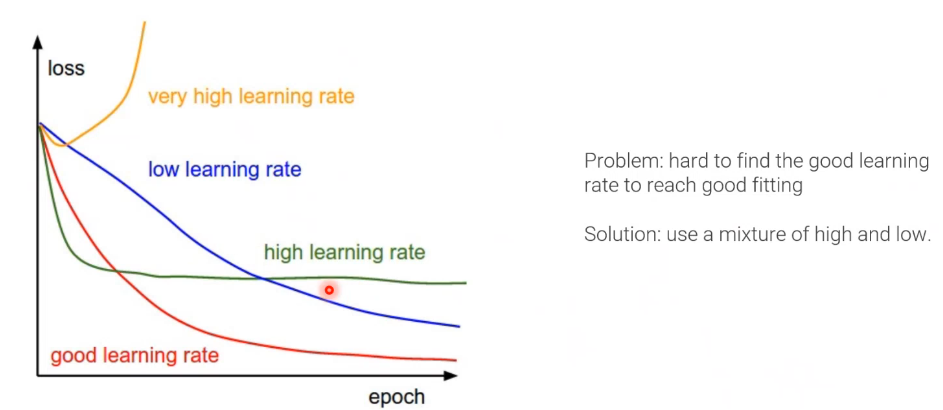 loss
very high learning rate
low learning rate
high learning rate
good learning rate
epoch
Problem: hard to find the good learning
rate to reach good fitting
Solution: use a mixture of high and low.